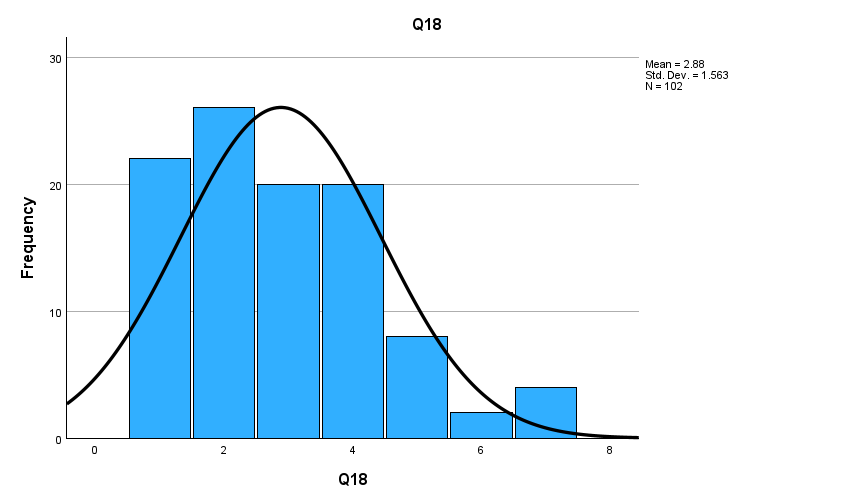 Q18
30
20
10
0
Frequency
0 2 4 6 8
Q18
Mean = 2.88
Std. Dev. = 1.563
N = 102